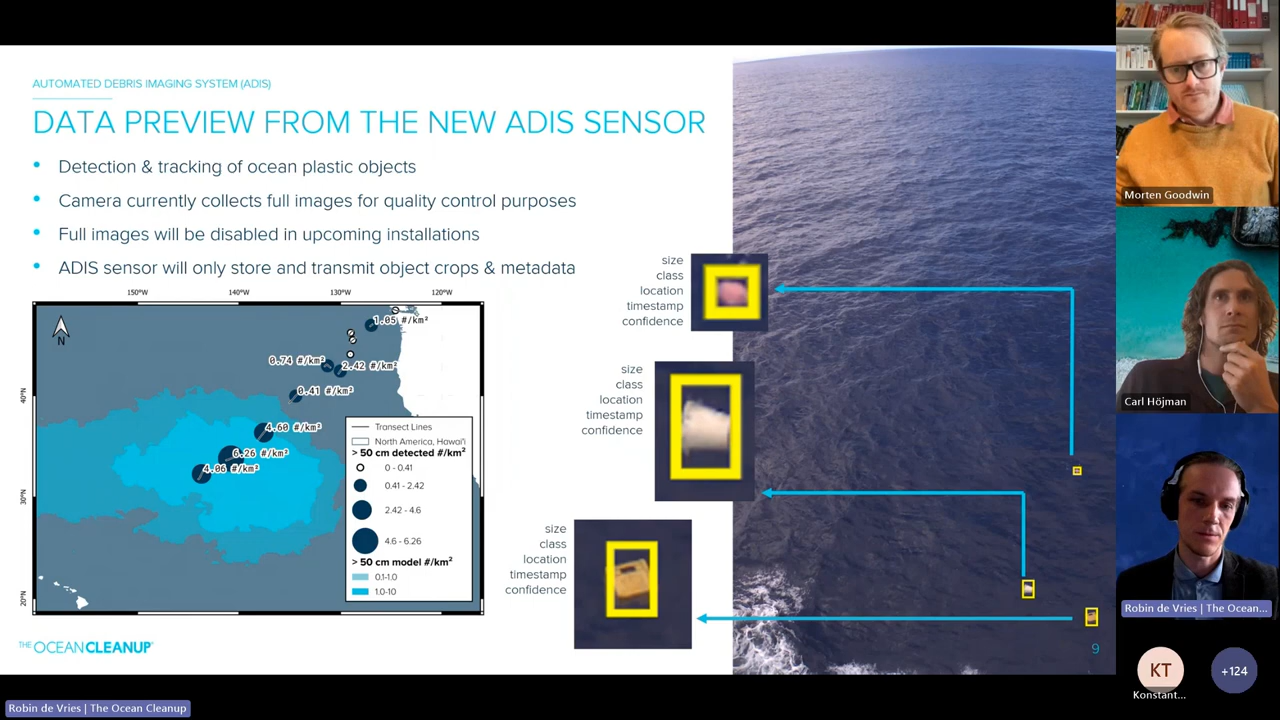 AUTOMATED DEBRIS IMAGING SYSTEM (ADIS)
DATA PREVIEW FROM THE NEW ADIS SENSOR
• Detection & tracking of ocean plastic objects
• Camera currently collects full images for quality control purposes
• Full images will be disabled in upcoming installations
• ADIS sensor will only store and transmit object crops & metadata
150°W 140°W 130°W 120°W
40°N
30°N
20°N
N
1.05 #/km²
0.74 #/km²
2.42 #/km²
0.41 #/km²
4.60 #/km²
6.26 #/km²
4.06 #/km²
Transect Lines
North America, Hawai'i
> 50 cm detected #/km²
0 - 0.41
0.41 - 2.42
2.42 - 4.6
4.6 - 6.26
> 50 cm model #/km²
0.1-1.0
1.0-10
size
class
location
timestamp
confidence
size
class
location
timestamp
confidence
size
class
location
timestamp
confidence
THE OCEANCLEANUP
9
Morten Goodwin
Carl Höjman
Robin de Vries | The Ocean...
KT
Konstant...
+124
Robin de Vries | The Ocean Cleanup